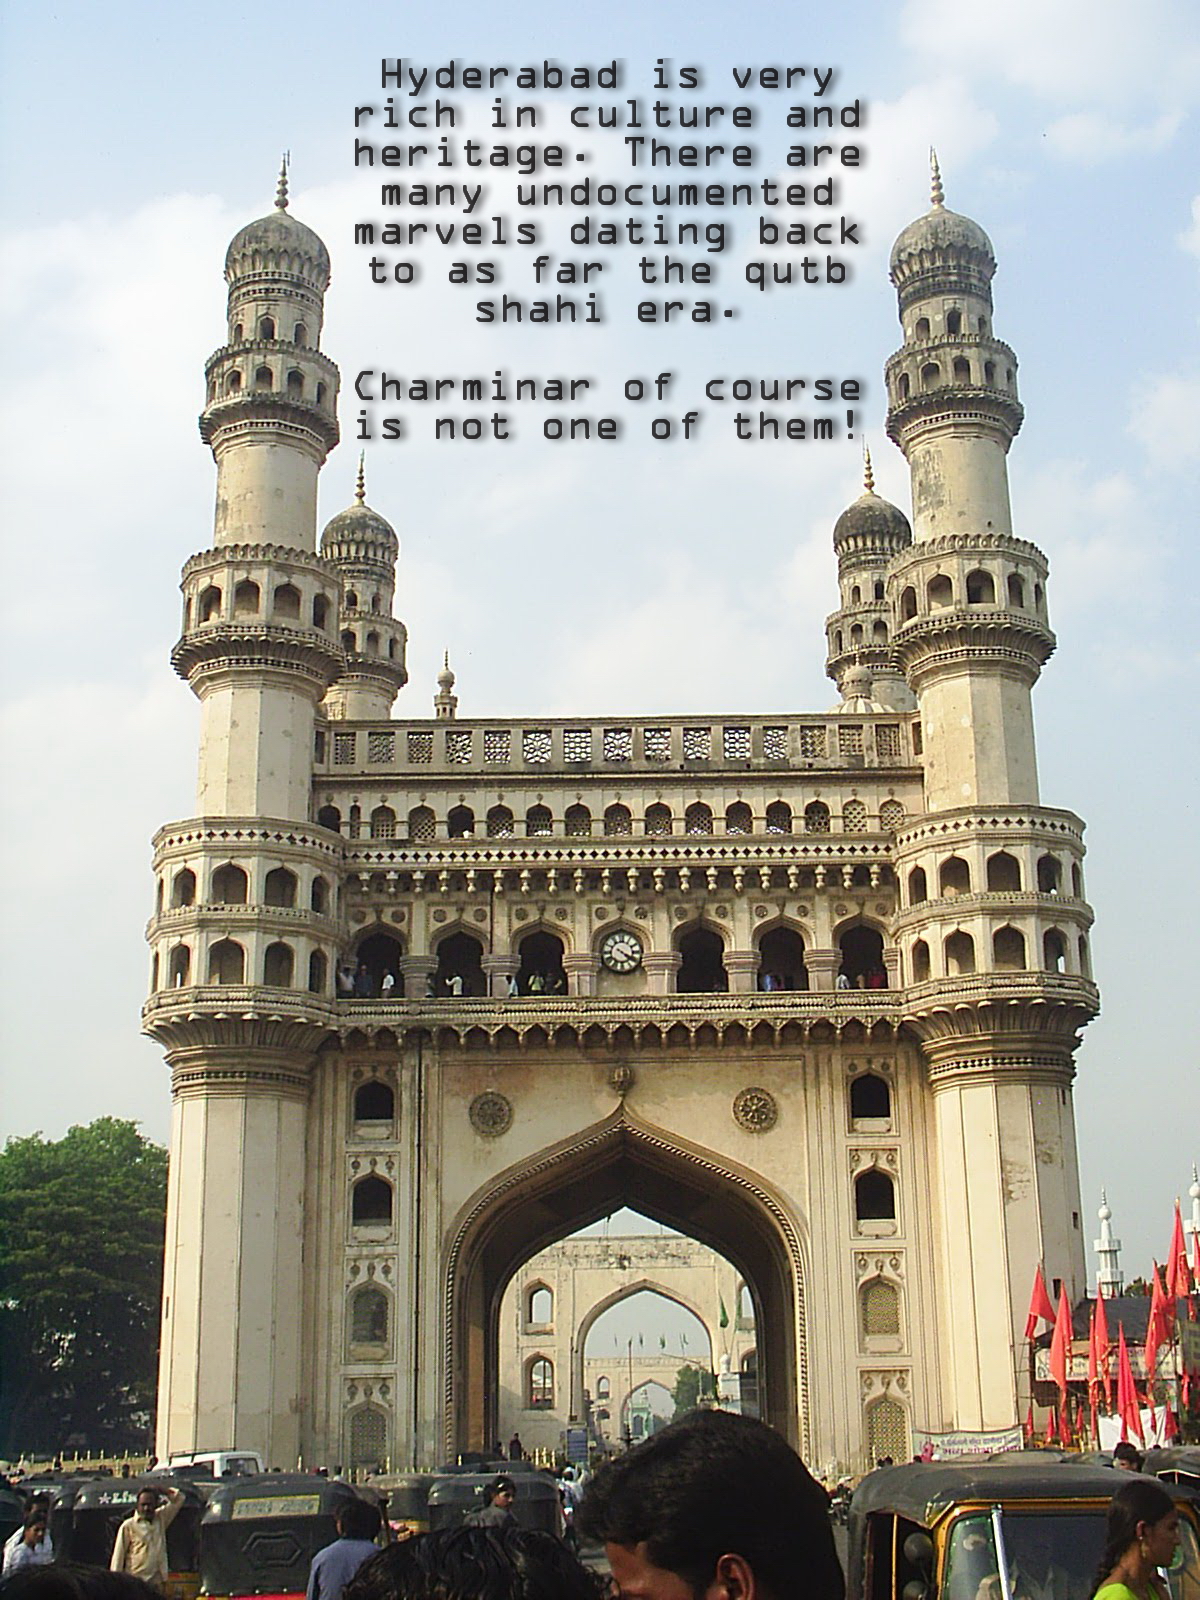 Hyderabad is very
rich in culture and
heritage. There are
many undocumented
marvels dating back
to as far the qutb
shahi era.
Charminar of course
is not one of them!